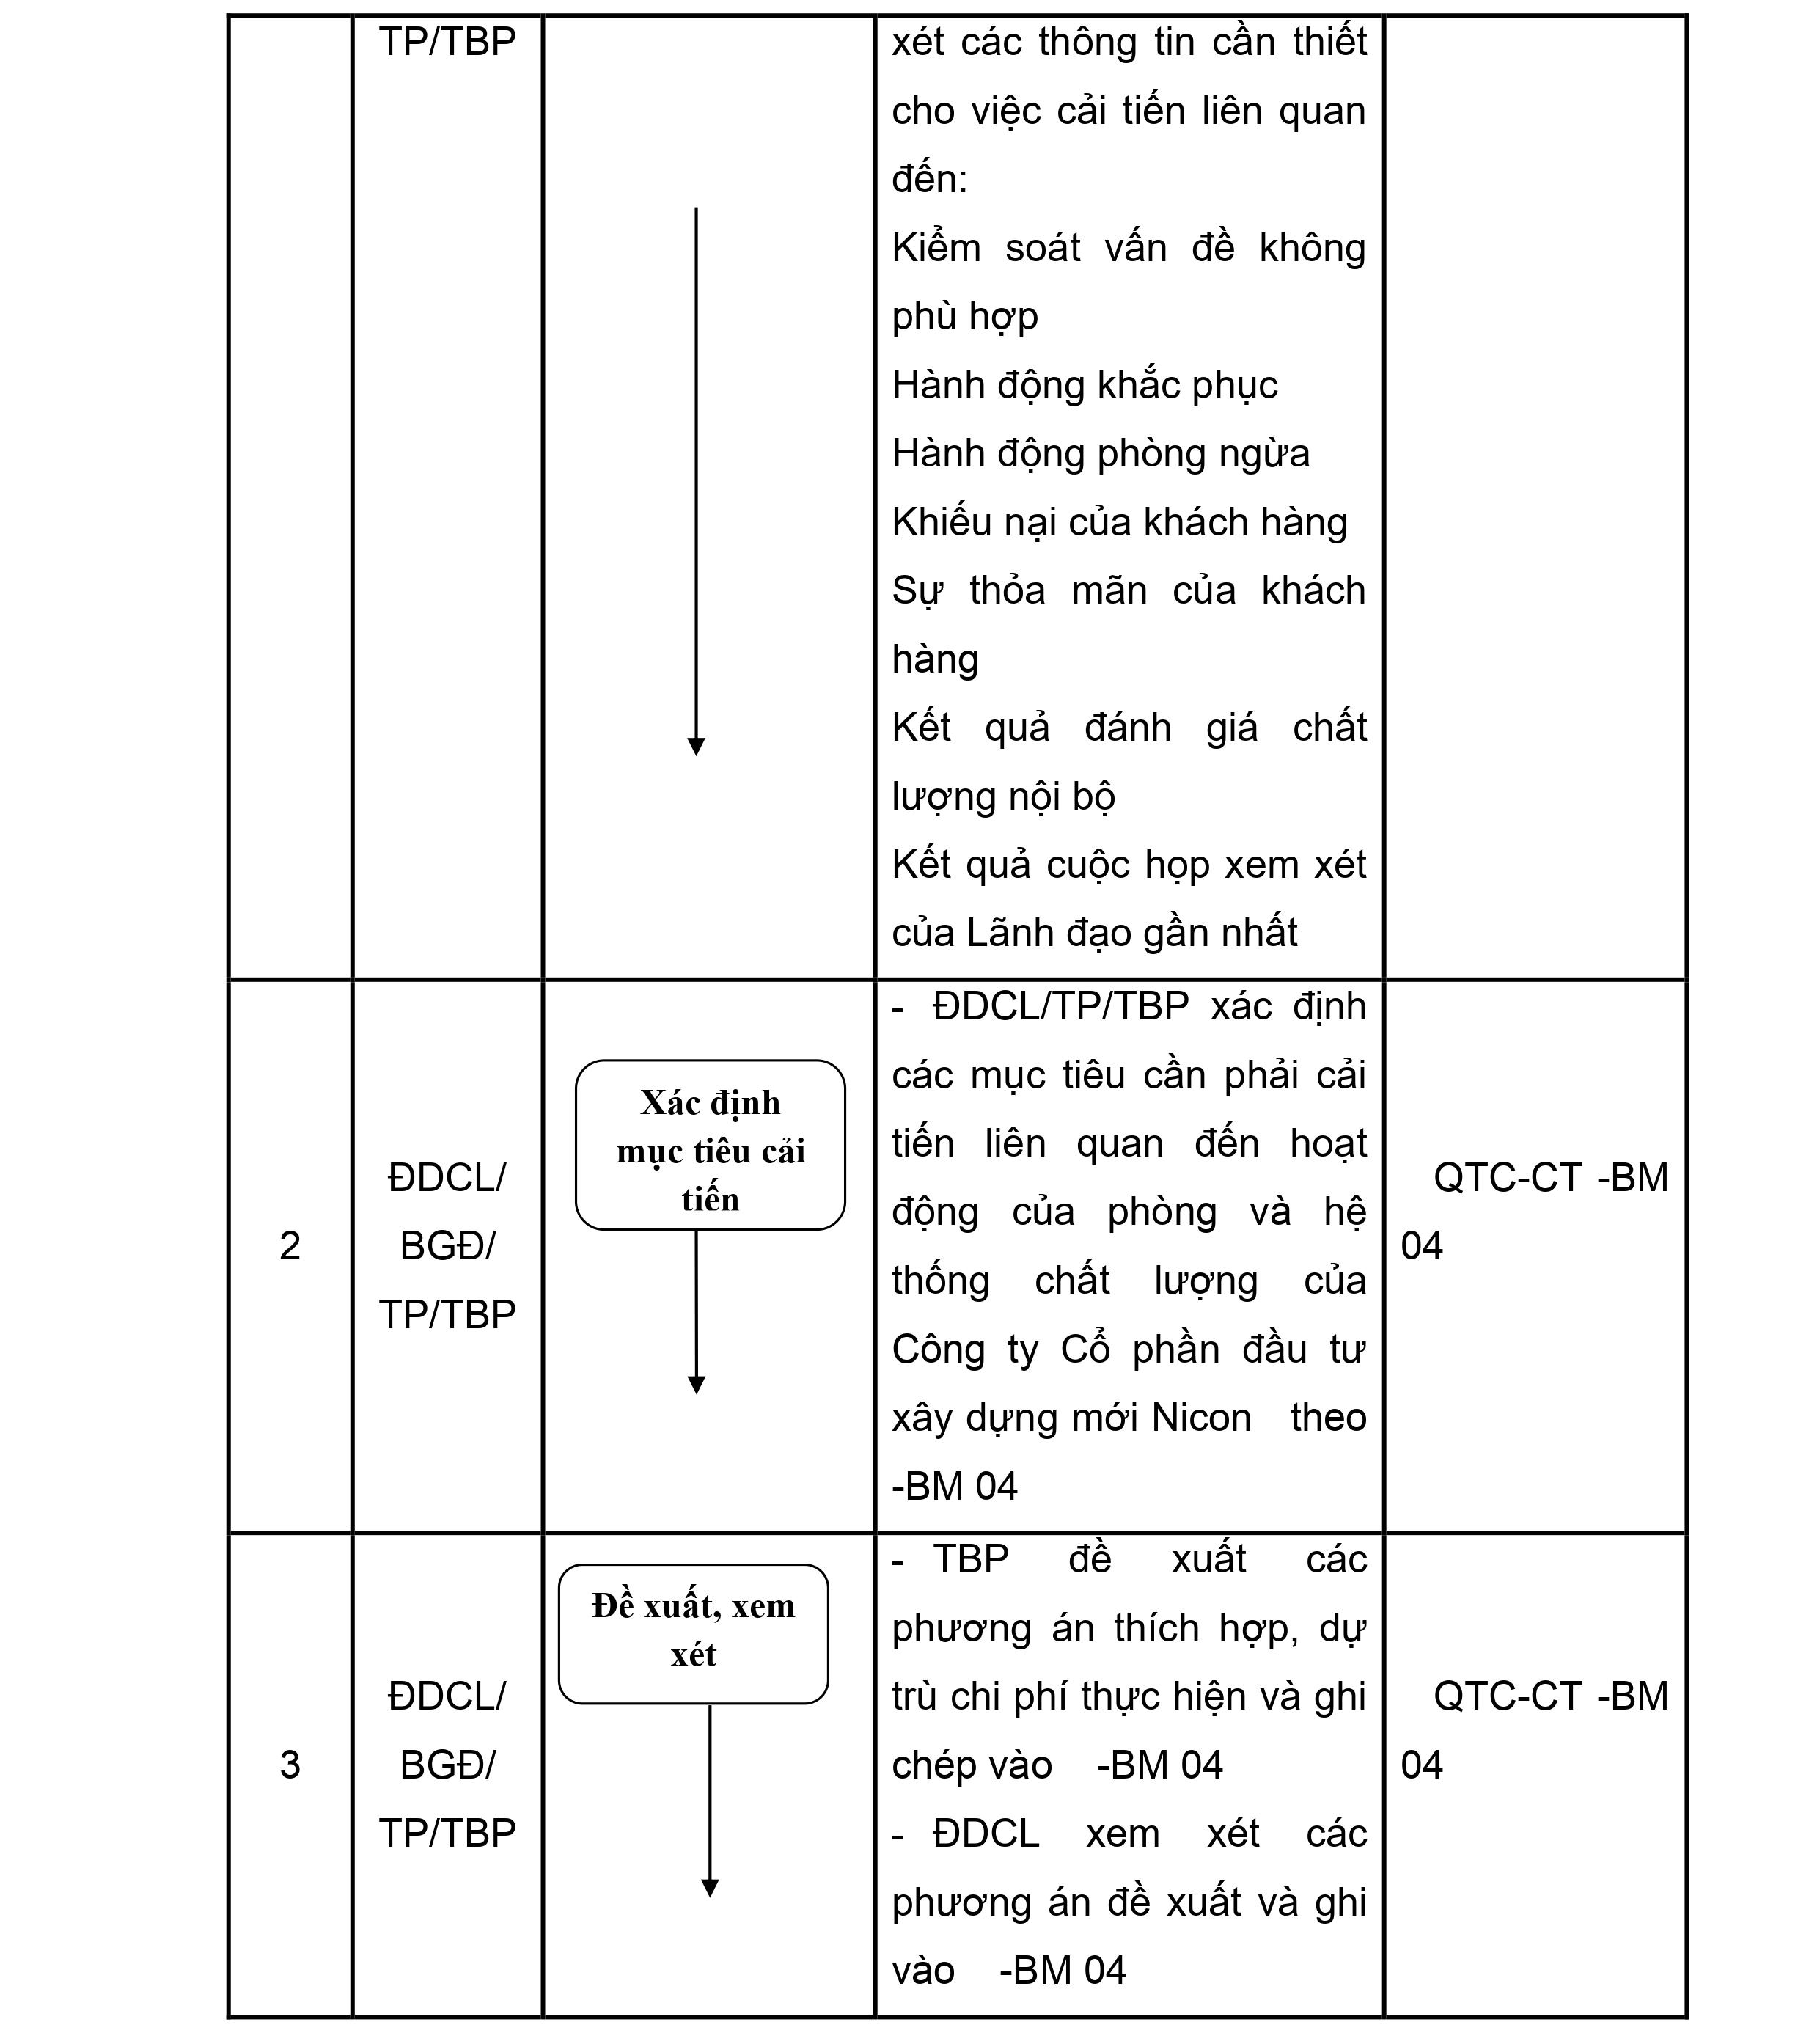 TP/TBP
xét các thông tin cần thiết
cho việc cải tiến liên quan
đến:
Kiểm soát vấn đề không
phù hợp
Hành động khắc phục
Hành động phòng ngừa
Khiếu nại của khách hàng
Sự thỏa mãn của khách
hàng
Kết quả đánh giá chất
lượng nội bộ
Kết quả cuộc họp xem xét
của Lãnh đạo gần nhất
2
ĐDCL/
BGĐ/
TP/TBP
Xác định
mục tiêu cải
tiến
- ĐDCL/TP/TBP xác định
các mục tiêu cần phải cải
tiến liên quan đến hoạt
động của phòng và hệ
thống chất lượng của
Công ty Cổ phần đầu tư
xây dựng mới Nicon theo
-BM 04
QTC-CT -BM
04
3
ĐDCL/
BGĐ/
TP/TBP
Đề xuất, xem
xét
- TBP đề xuất các
phương án thích hợp, dự
trù chi phí thực hiện và ghi
chép vào -BM 04
- ĐDCL xem xét các
phương án đề xuất và ghi
vào -BM 04
QTC-CT -BM
04